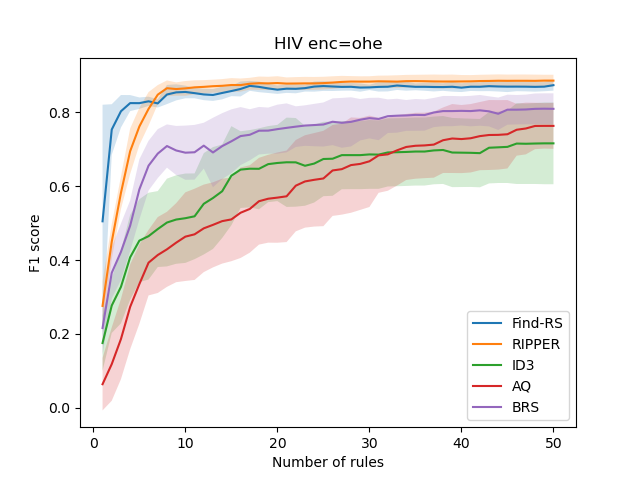 HIV enc=ohe
F1 score
0.8
0.6
0.4
0.2
0.0
0
10
20
30
40
50
Number of rules
Find-RS
RIPPER
ID3
AQ
BRS